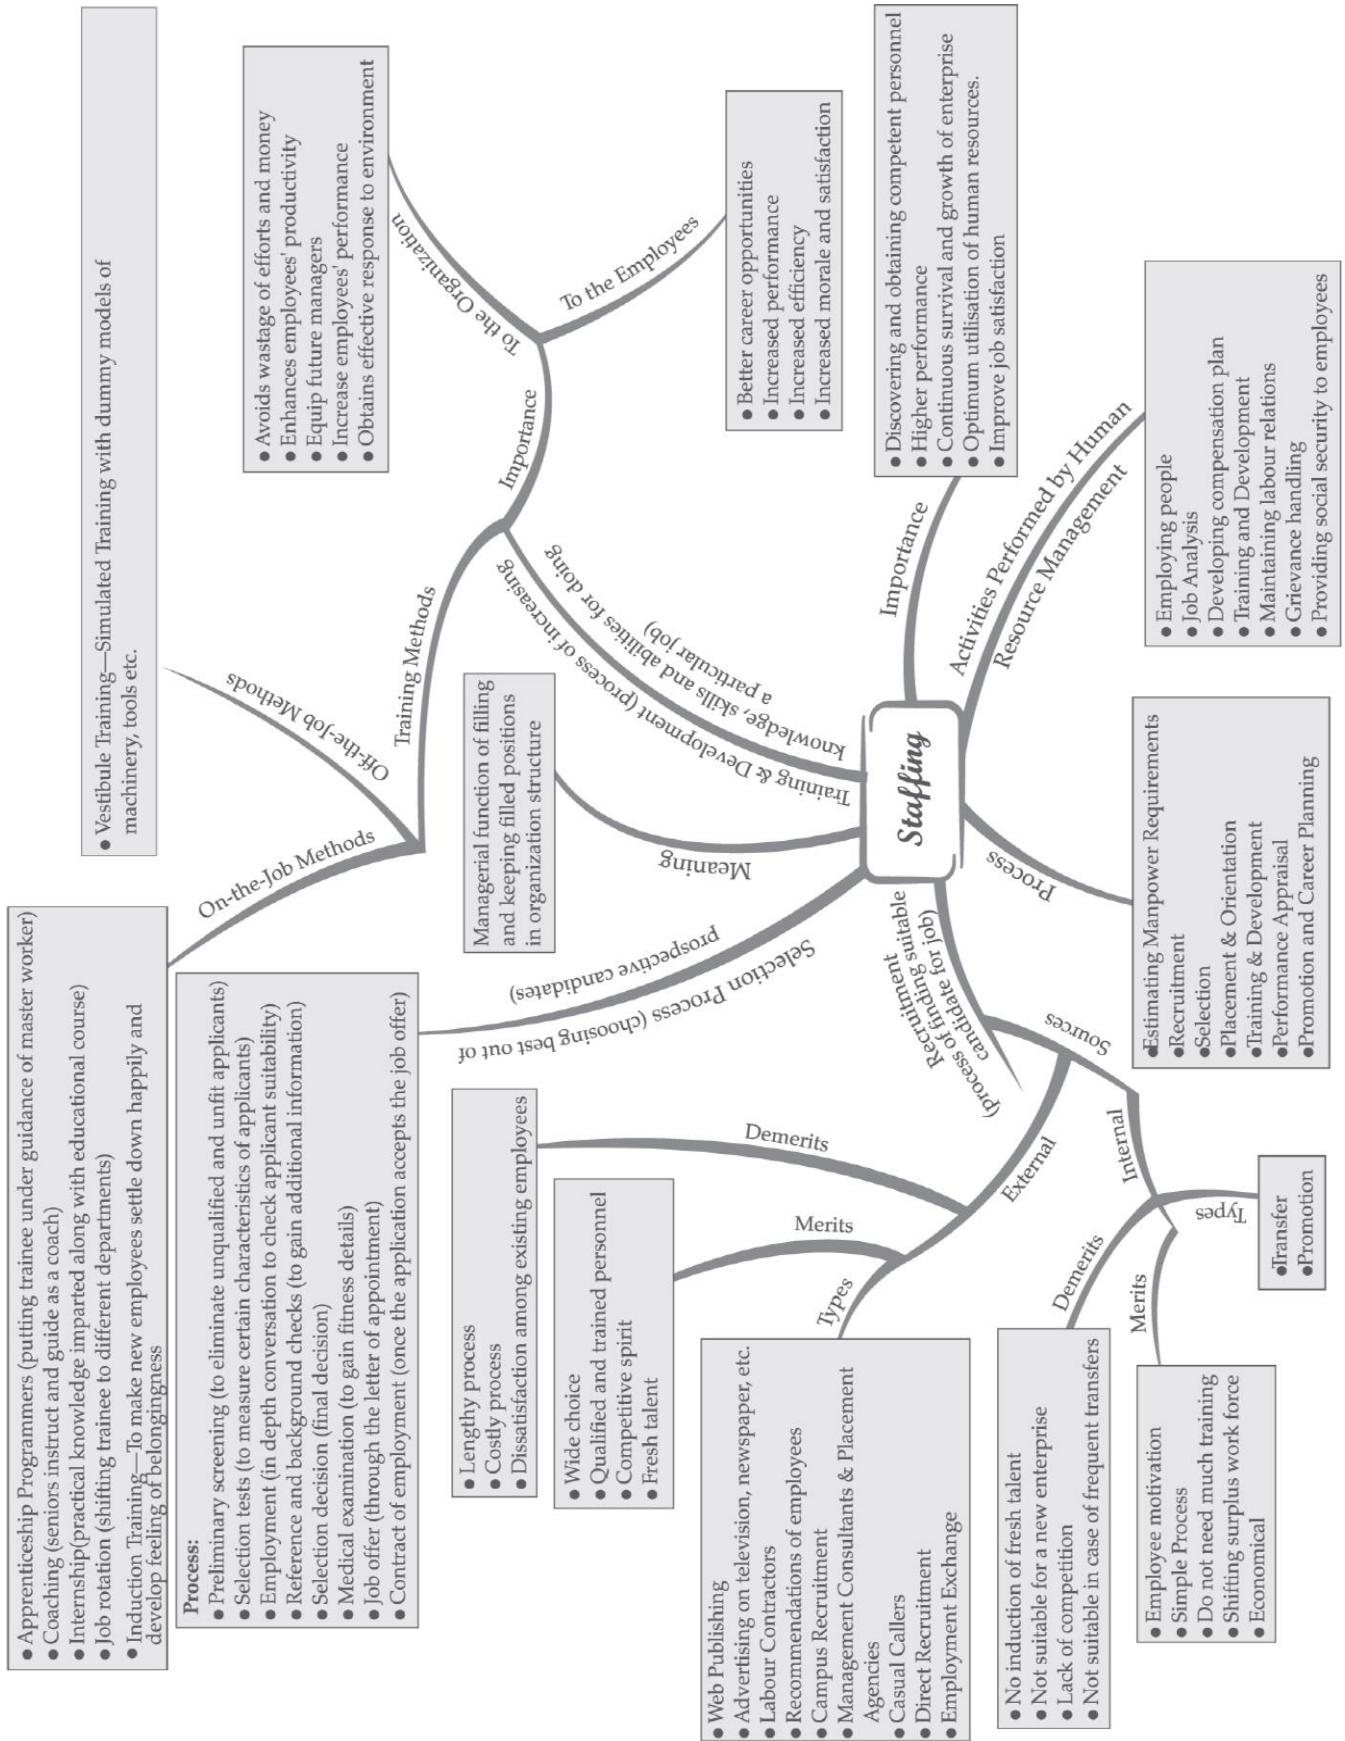 Staffing
Meaning
Managerial function of filling
and keeping filled positions
in organization structure
Training & Development (process of increasing
knowledge, skills and abilities for doing
a particular job)
Training Methods
On-the-Job Methods
● Apprenticeship Programmers (putting trainee under guidance of master worker)
● Coaching (seniors instruct and guide as a coach)
● Internship(practical knowledge imparted along with educational course)
● Job rotation (shifting trainee to different departments)
● Induction Training—To make new employees settle down happily and
develop feeling of belongingness
Off-the-Job Methods
● Vestibule Training—Simulated Training with dummy models of
machinery, tools etc.
Importance
To the Organization
● Avoids wastage of efforts and money
● Enhances employees' productivity
● Equip future managers
● Increase employees' performance
● Obtains effective response to environment
To the Employees
● Better career opportunities
● Increased performance
● Increased efficiency
● Increased morale and satisfaction
Importance
● Discovering and obtaining competent personnel
● Higher performance
● Continuous survival and growth of enterprise
● Optimum utilisation of human resources.
● Improve job satisfaction
Activities Performed by Human
Resource Management
● Employing people
● Job Analysis
● Developing compensation plan
● Training and Development
● Maintaining labour relations
● Grievance handling
● Providing social security to employees
Process
●Estimating Manpower Requirements
●Recruitment
●Selection
●Placement & Orientation
●Training & Development
●Performance Appraisal
●Promotion and Career Planning
Recruitment
(process of finding suitable
candidate for job)
Sources
Internal
Types
●Transfer
●Promotion
Merits
● Employee motivation
● Simple Process
● Do not need much training
● Shifting surplus work force
● Economical
Demerits
● No induction of fresh talent
● Not suitable for a new enterprise
● Lack of competition
● Not suitable in case of frequent transfers
External
Types
● Web Publishing
● Advertising on television, newspaper, etc.
● Labour Contractors
● Recommendations of employees
● Campus Recruitment
● Management Consultants & Placement
Agencies
● Casual Callers
● Direct Recruitment
● Employment Exchange
Merits
● Wide choice
● Qualified and trained personnel
● Competitive spirit
● Fresh talent
Demerits
● Lengthy process
● Costly process
● Dissatisfaction among existing employees
Selection Process (choosing best out of
prospective candidates)
Process:
● Preliminary screening (to eliminate unqualified and unfit applicants)
● Selection tests (to measure certain characteristics of applicants)
● Employment (in depth conversation to check applicant suitability)
● Reference and background checks (to gain additional information)
● Selection decision (final decision)
● Medical examination (to gain fitness details)
● Job offer (through the letter of appointment)
● Contract of employment (once the application accepts the job offer)